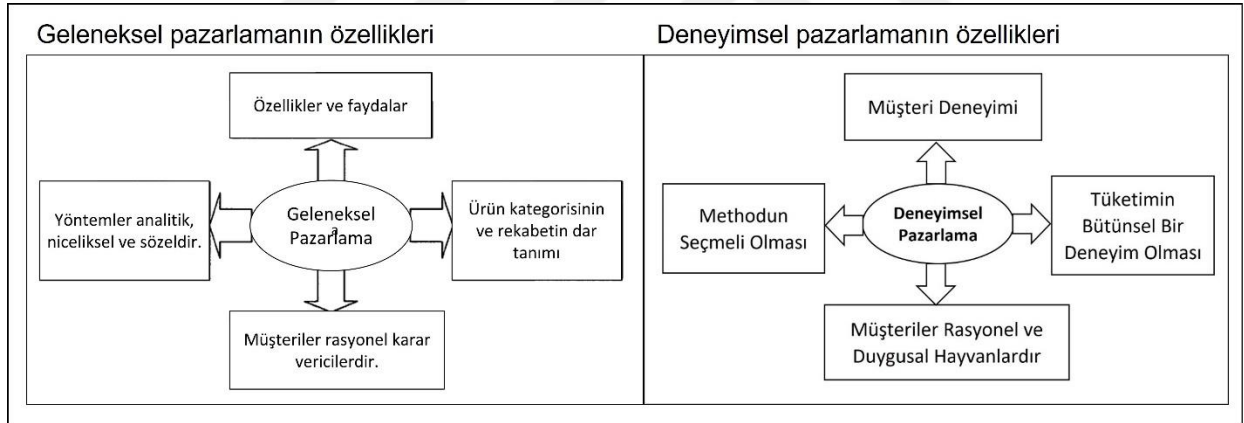 Geleneksel pazarlamanın özellikleri
Özellikler ve faydalar
Yöntemler analitik,
niceliksel ve sözeldir.
Geleneksel
a
Pazarlama
Ürün kategorisinin
ve rekabetin dar
tanımı
Müşteriler rasyonel karar
vericilerdir.
Deneyimsel pazarlamanın özellikleri
Müşteri Deneyimi
Methodun
Seçmeli Olması
Deneyimsel
Pazarlama
Tüketimin
Bütünsel Bir
Deneyim Olması
Müşteriler Rasyonel ve
Duygusal Hayvanlardır